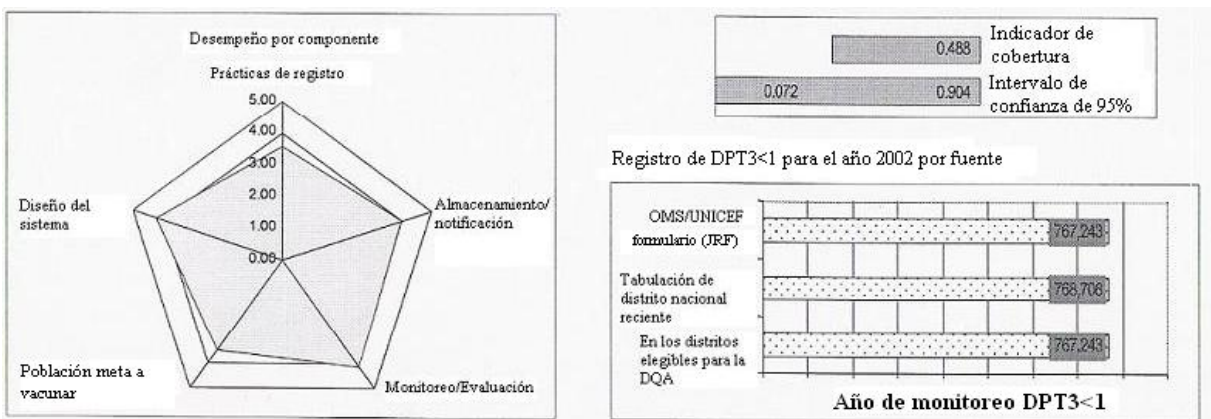 Desempeño por componente
Prácticas de registro
5.00
4.00
3.00
2.00
1.00
0.00
Diseño del
sistema
Almacenamiento/
notificación
Población meta a
vacunar
Monitoreo/Evaluación
0.488
Indicador de
cobertura
0.072
0.904
Intervalo de
confianza de 95%
Registro de DPT3<1 para el año 2002 por fuente
OMS/UNICEF
formulario (JRF)
767,243
Tabulación de
distrito nacional
reciente
768,706
En los distritos
elegibles para la
DQA
767,243
Año de monitoreo DPT3<1